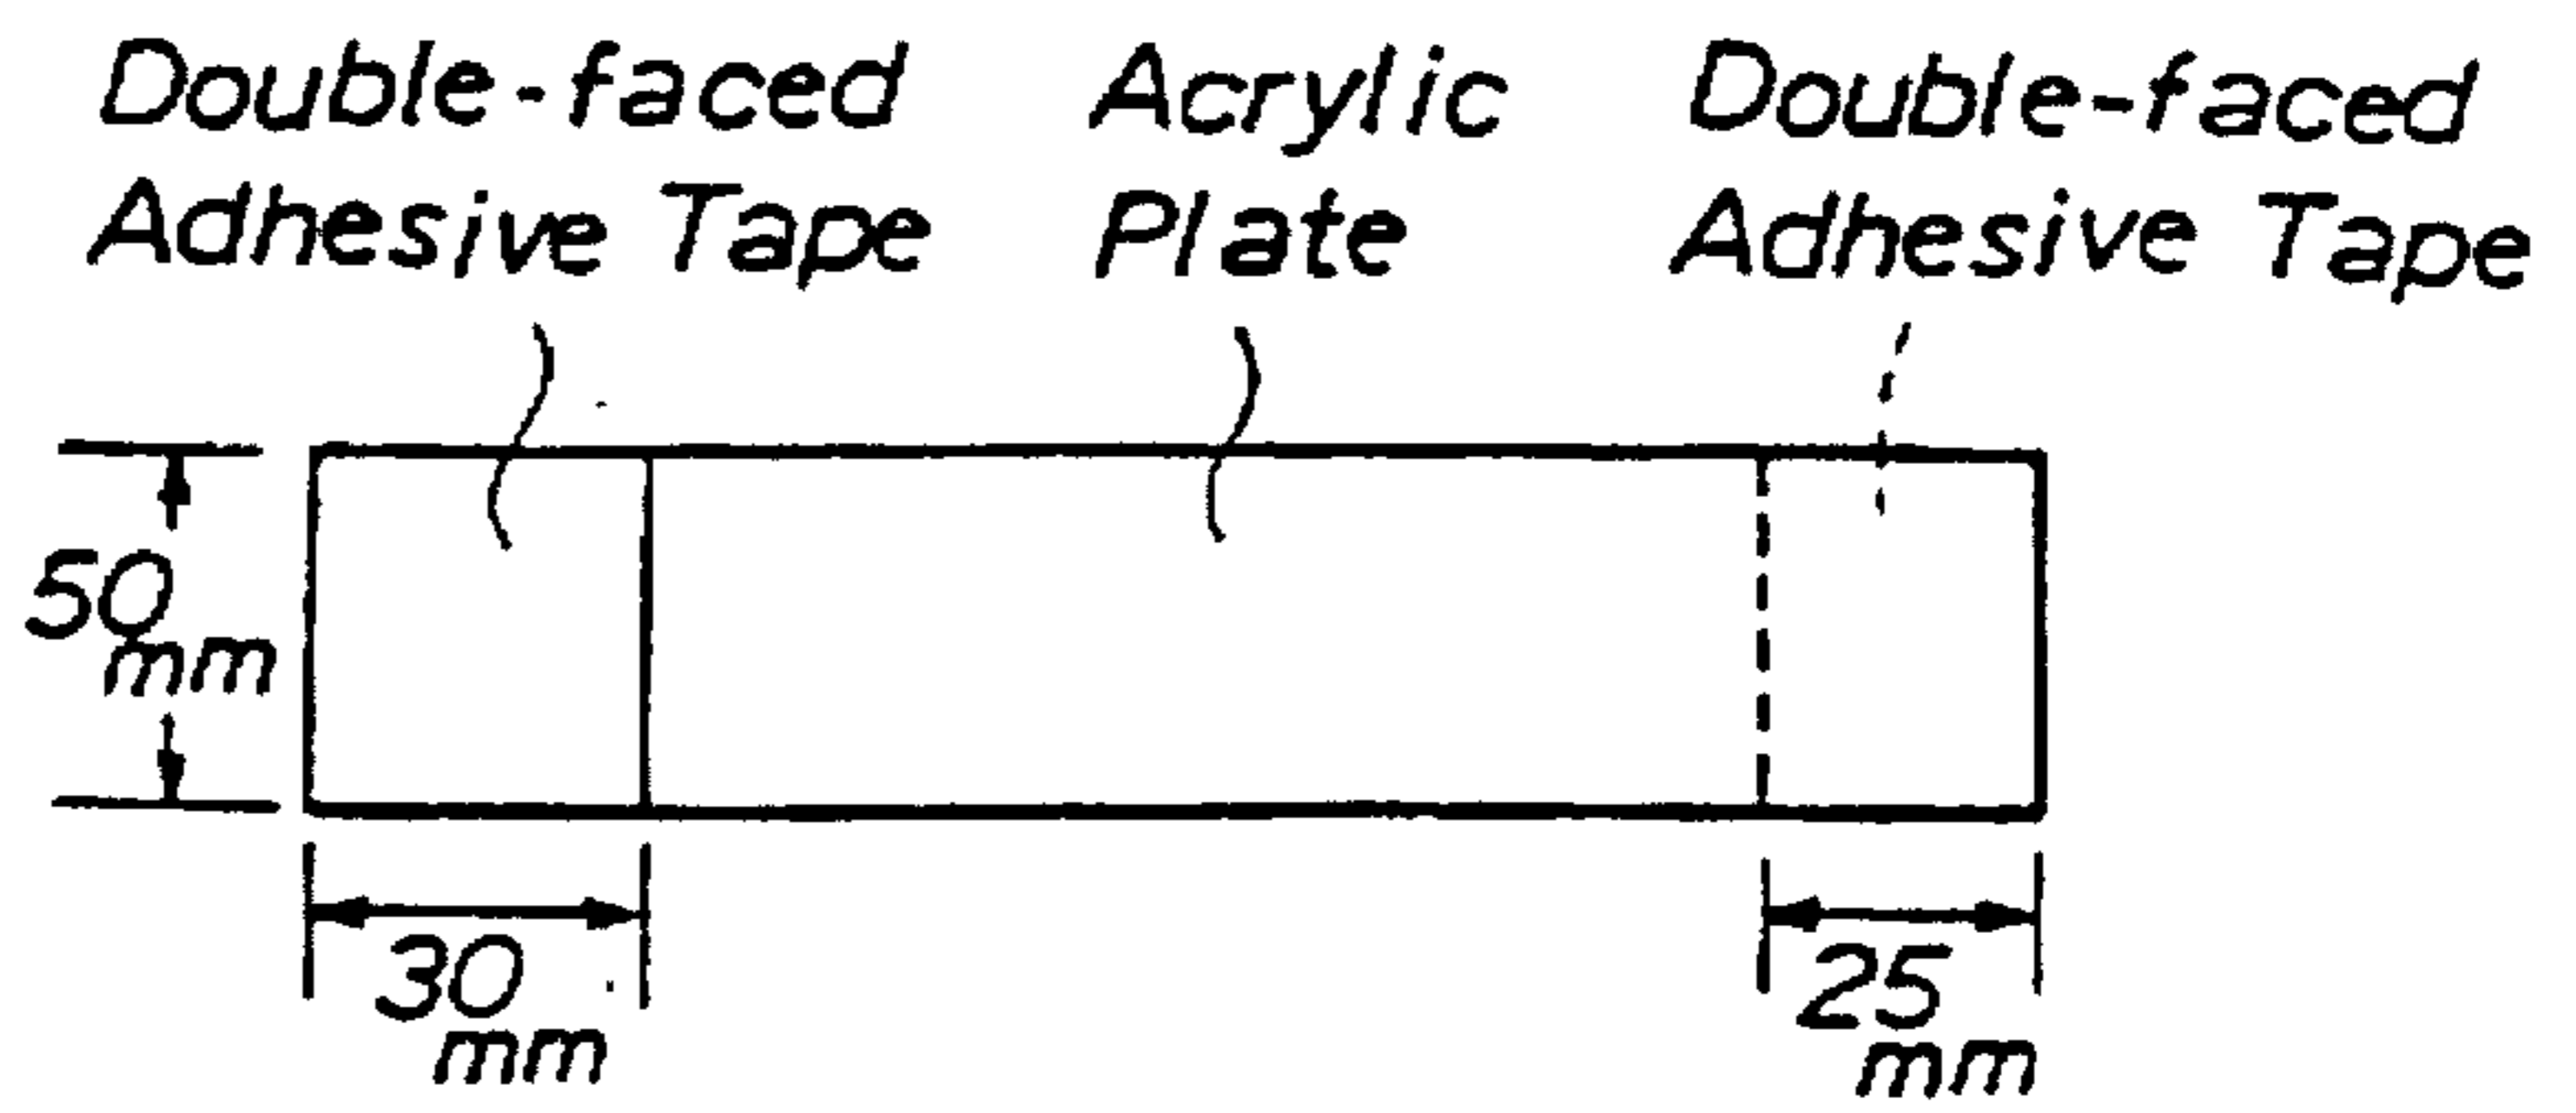 Double-faced
Adhesive Tape
Acrylic
Plate
Double-faced
Adhesive Tape
50
mm
30
mm
25
mm